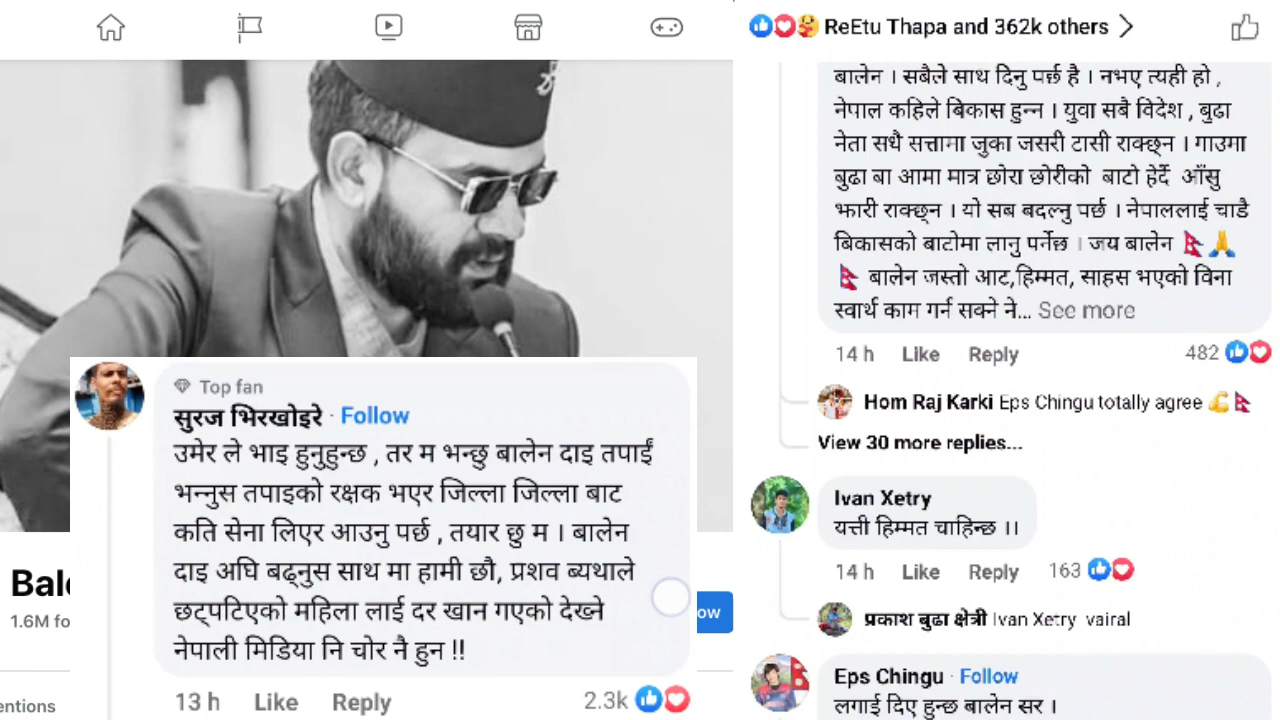 Top fan
सुरज भिरखोइरे · Follow
उमेर ले भाइ हुनुहुन्छ , तर म भन्छु बालेन दाइ तपाईं
भन्नुस तपाइको रक्षक भएर जिल्ला जिल्ला बाट
कति सेना लिएर आउनु पर्छ , तयार छु म । बालेन
दाइ अघि बढ्नुस साथ मा हामी छौ, प्रशव ब्यथाले
छट्पटिएको महिला लाई दर खान गएको देख्ने
नेपाली मिडिया नि चोर नै हुन !!
13 h Like Reply 2.3k
1.6M fo
ow
entions
ReEtu Thapa and 362k others
बालेन । सबैले साथ दिनु पर्छ है । नभए त्यही हो ,
नेपाल कहिले बिकास हुन्न । युवा सबै विदेश , बुढा
नेता सधै सत्तामा जुका जसरी टासी राक्छ्न । गाउमा
बुढा बा आमा मात्र छोरा छोरीको बाटो हेर्दै आँसु
झारी राक्छ्न । यो सब बदल्नु पर्छ । नेपाललाई चाडै
बिकासको बाटोमा लानु पर्नेछ । जय बालेन 🇳🇵🙏
🇳🇵 बालेन जस्तो आट,हिम्मत, साहस भएको विना
स्वार्थ काम गर्न सक्ने ने... See more
14 h Like Reply 482
Hom Raj Karki Eps Chingu totally agree 💪🇳🇵
View 30 more replies...
Ivan Xetry
यत्ती हिम्मत चाहिन्छ ।।
14 h Like Reply 163
प्रकाश बुढा क्षेत्री Ivan Xetry vairal
Eps Chingu · Follow
लगाई दिए हुन्छ बालेन सर ।